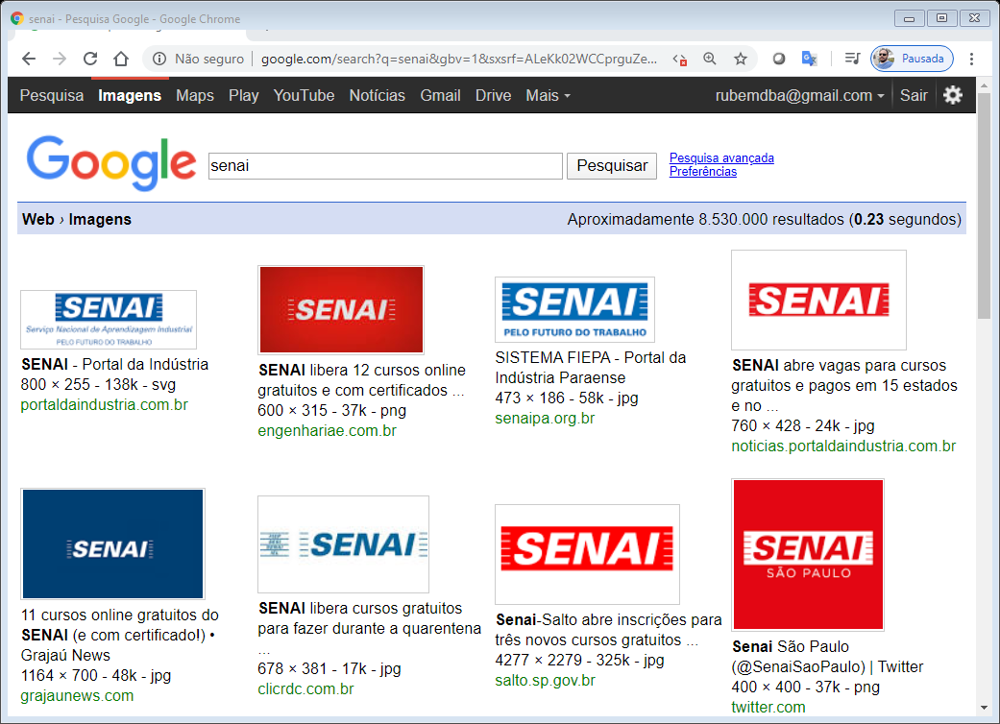 senai - Pesquisa Google - Google Chrome
Não seguro
google.com/search?q=senai&gbv=1&sxsrf=ALeKk02WCCprguZe...
Pausada
Pesquisa Imagens Maps Play YouTube Notícias Gmail Drive Mais
rubemdba@gmail.com Sair
Google
senai
Pesquisar
Pesquisa avançada
Preferências
Web › Imagens
Aproximadamente 8.530.000 resultados (0.23 segundos)
SENAI
Serviço Nacional de Aprendizagem Industrial
PELO FUTURO DO TRABALHO
SENAI - Portal da Indústria
800 × 255 - 138k - svg
portaldaindustria.com.br
SENAI
SENAI libera 12 cursos online
gratuitos e com certificados ...
600 × 315 - 37k - png
engenhariae.com.br
SENAI
PELO FUTURO DO TRABALHO
SISTEMA FIEPA - Portal da
Indústria Paraense
473 × 186 - 58k - jpg
senaipa.org.br
SENAI
SENAI abre vagas para cursos
gratuitos e pagos em 15 estados
e no ...
760 × 428 - 24k - jpg
noticias.portaldaindustria.com.br
SENAI
11 cursos online gratuitos do
SENAI (e com certificado!) •
Grajaú News
1164 × 700 - 48k - jpg
grajaunews.com
SENAI
SENAI libera cursos gratuitos
para fazer durante a quarentena
...
678 × 381 - 17k - jpg
clicrdc.com.br
SENAI
Senai-Salto abre inscrições para
três novos cursos gratuitos ...
4277 × 2279 - 325k - jpg
salto.sp.gov.br
SENAI
SÃO PAULO
Senai São Paulo
(@SenaiSaoPaulo) | Twitter
400 × 400 - 37k - png
twitter.com